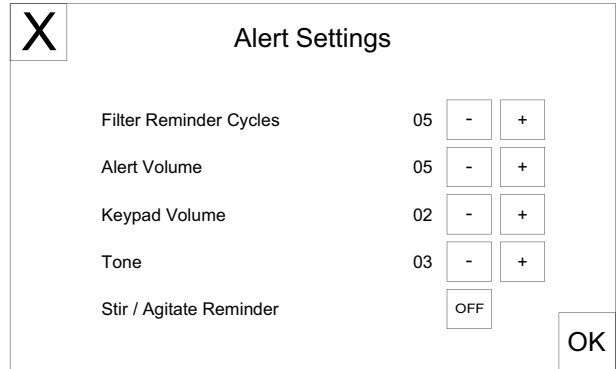 X
Alert Settings
Filter Reminder Cycles 05 - +
Alert Volume 05 - +
Keypad Volume 02 - +
Tone 03 - +
Stir / Agitate Reminder OFF
OK